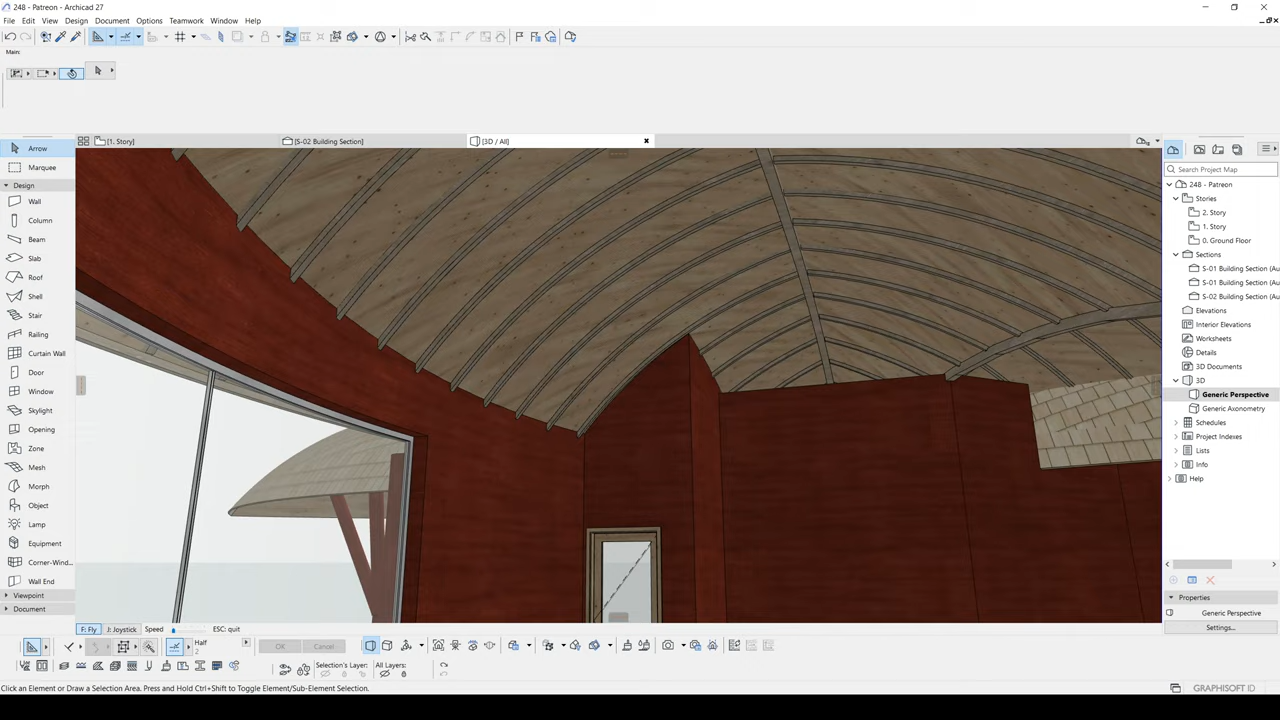 248 - Patreon - Archicad 27
File Edit View Design Document Options Teamwork Window Help
Main:
[1. Story] [S-02 Building Section] [3D / All]
Arrow
Marquee
Design
Wall
Column
Beam
Slab
Roof
Shell
Stair
Railing
Curtain Wall
Door
Window
Skylight
Opening
Zone
Mesh
Morph
Object
Lamp
Equipment
Corner-Wind...
Wall End
Viewpoint
Document
Search Project Map
248 - Patreon
Stories
2. Story
1. Story
0. Ground Floor
Sections
S-01 Building Section (Au
S-02 Building Section (Au
S-02 Building Section (Au
Elevations
Interior Elevations
Worksheets
Details
3D Documents
3D
Generic Perspective
Generic Axonometry
Schedules
Project Indexes
Lists
Info
Help
Properties
Generic Perspective
Settings...
F: Fly J: Joystick Speed ESC: quit
Half
2
OK Cancel
Selection's Layer: All Layers:
Click an Element or Draw a Selection Area. Press and Hold Ctrl+Shift to Toggle Element/Sub-Element Selection.
GRAPHISOFT ID